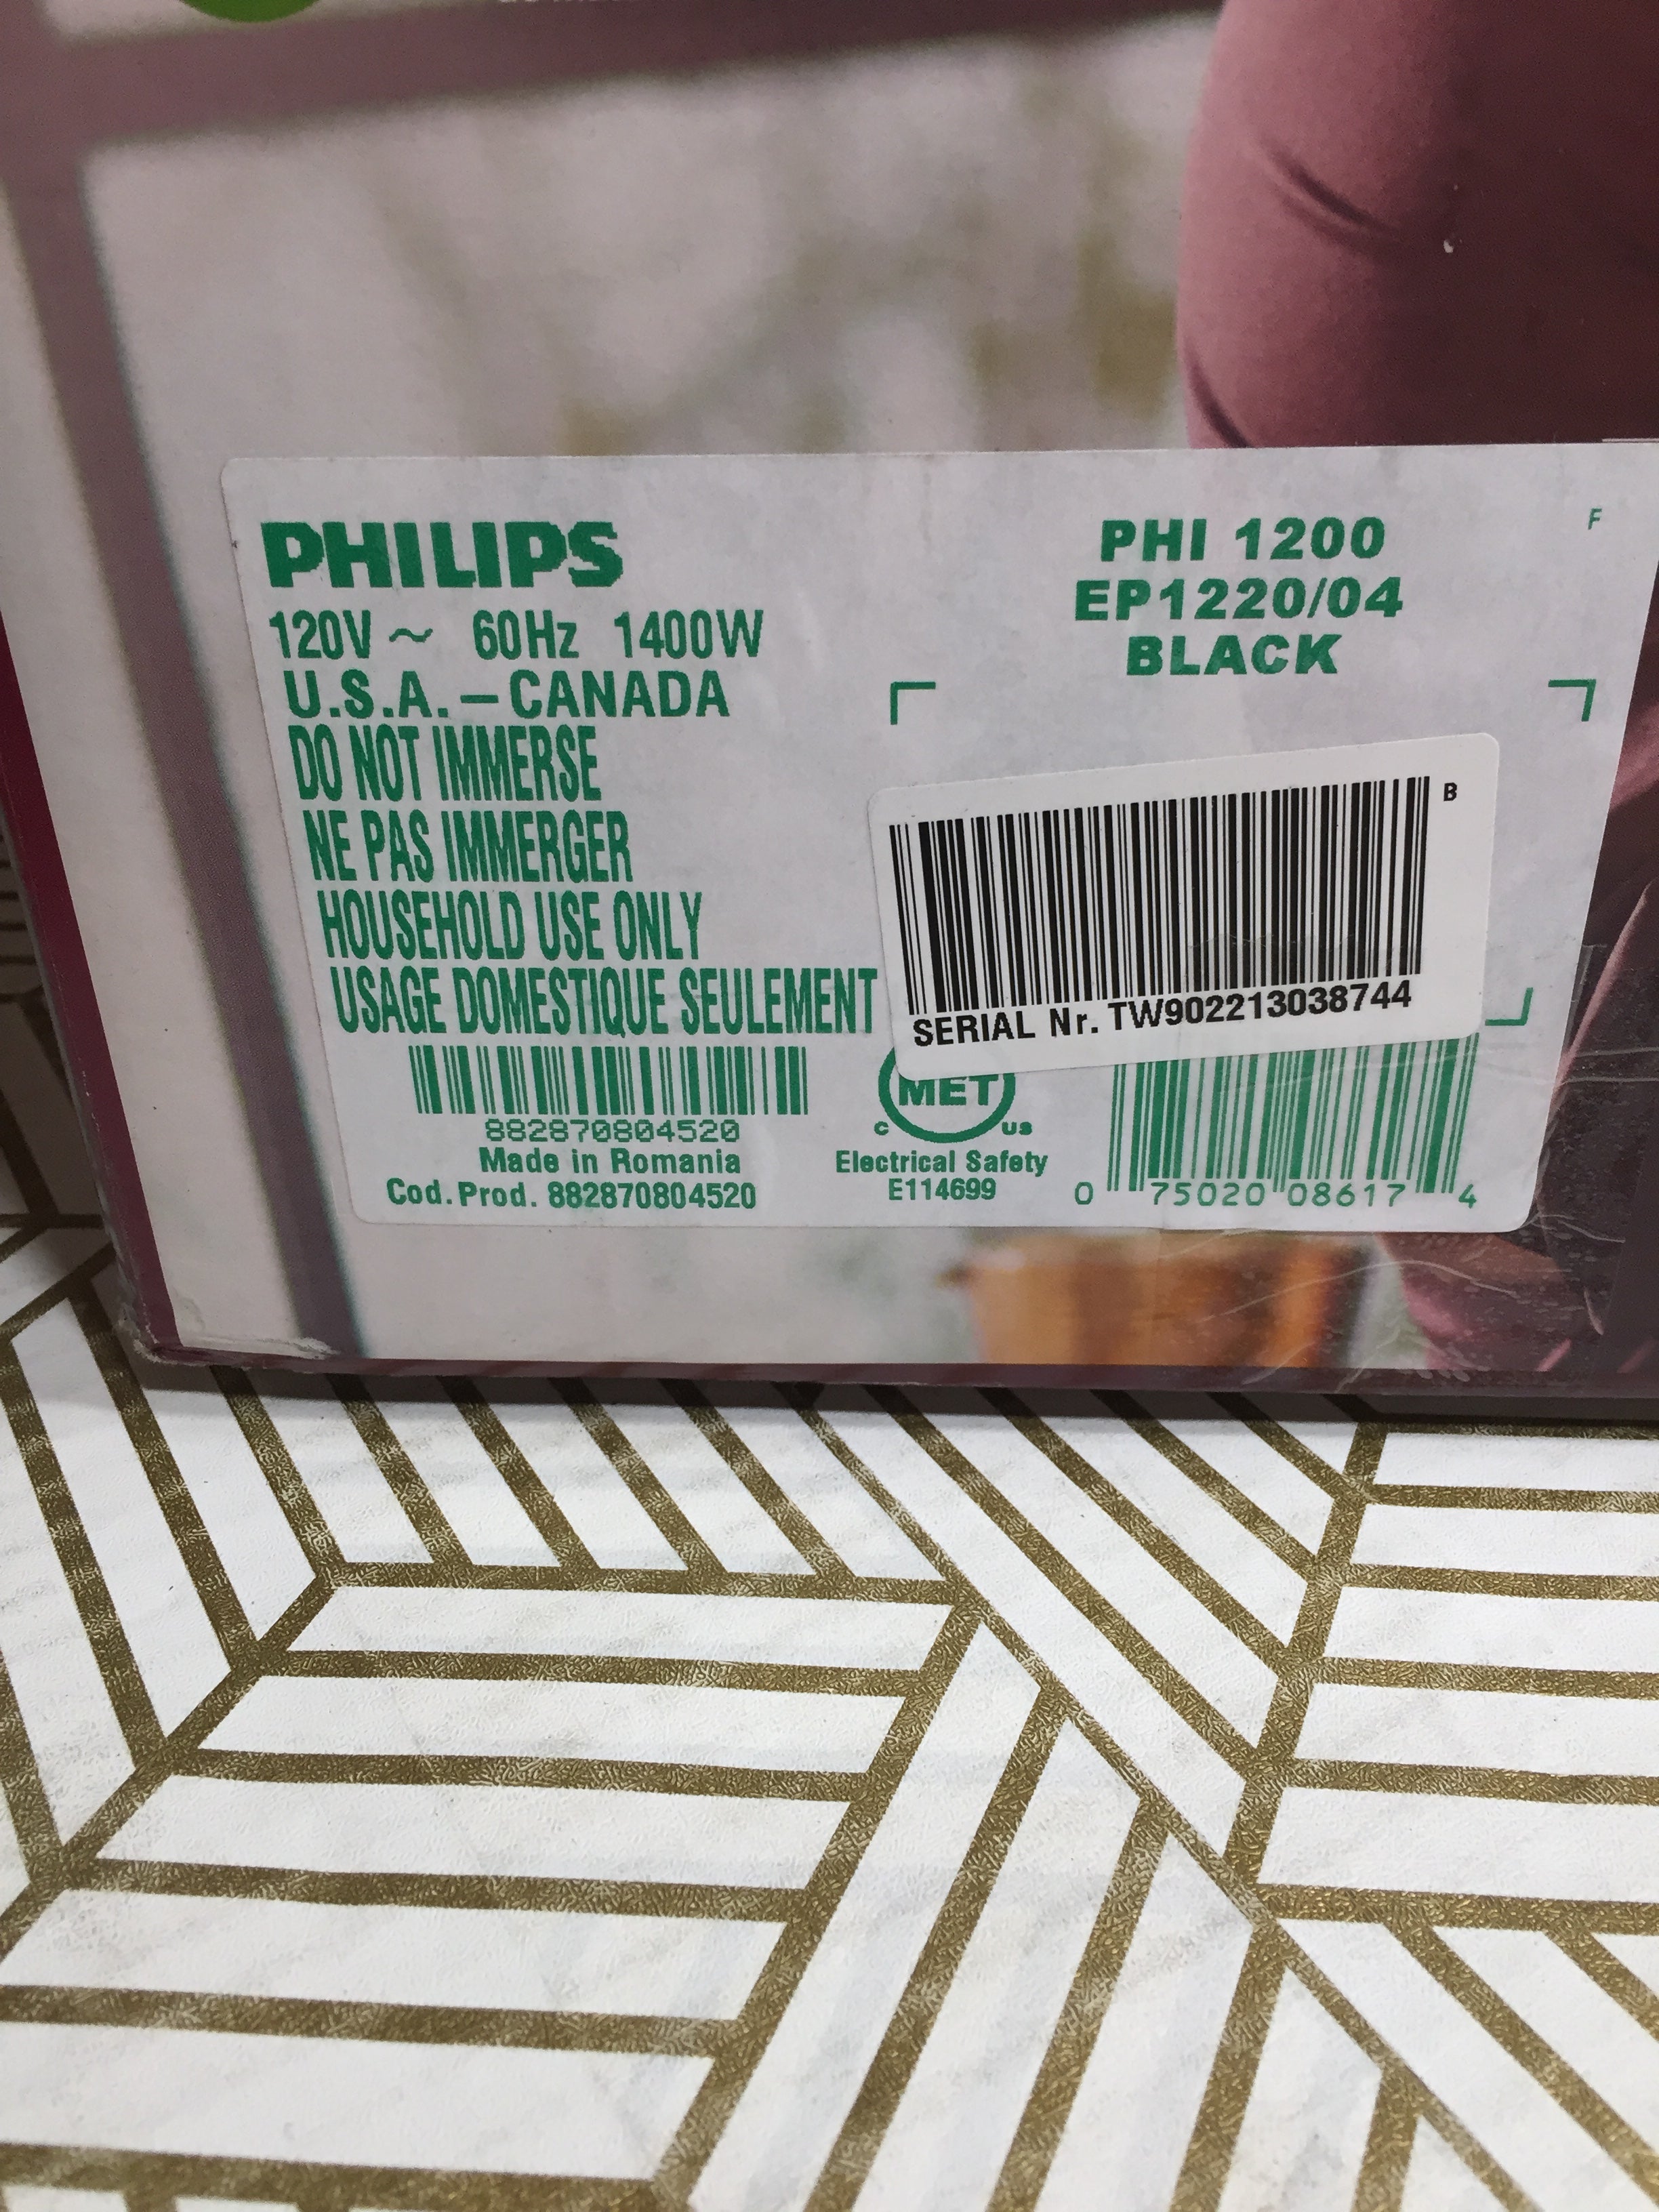 PHILIPS
120V ~ 60Hz 1400W
U.S.A. – CANADA
DO NOT IMMERSE
NE PAS IMMERGER
HOUSEHOLD USE ONLY
USAGE DOMESTIQUE SEULEMENT
882870804520
Made in Romania
Cod. Prod. 882870804520
PHI 1200
EP1220/04
BLACK
F
B
SERIAL Nr. TW902213038744
MET
C US
Electrical Safety
E114699
0 75020 08617 4